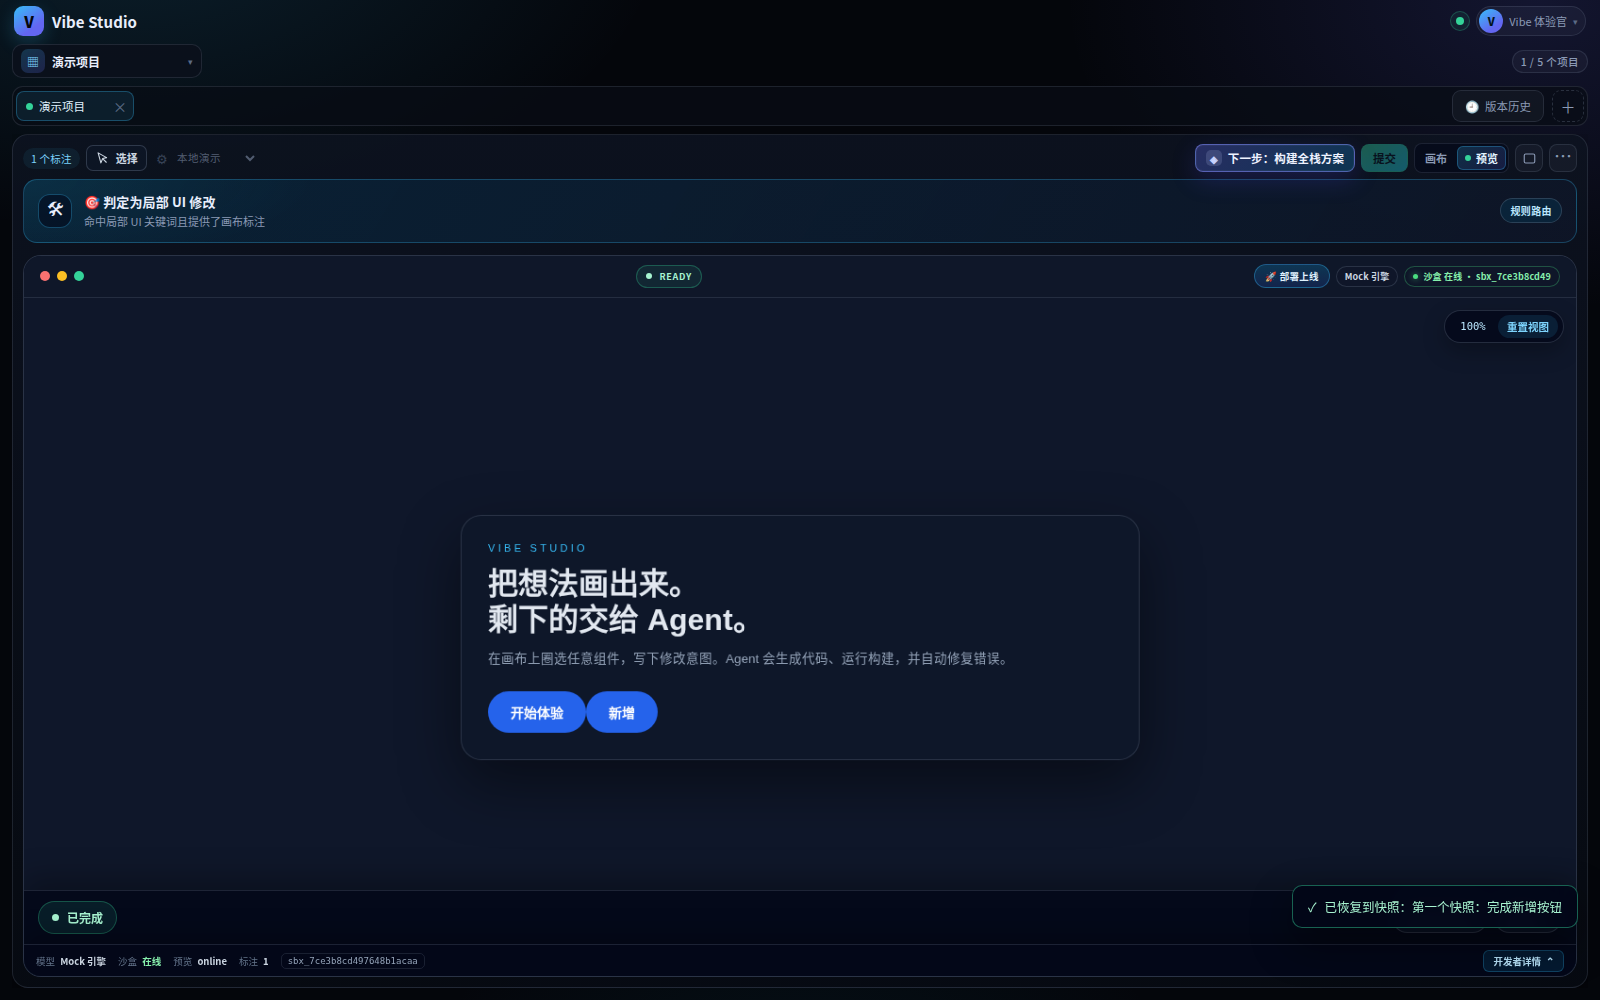 V Vibe Studio
V Vibe 体验官
演示项目
1 / 5 个项目
演示项目
版本历史
1 个标注
选择
本地演示
下一步：构建全栈方案
提交
画布
预览
判定为局部 UI 修改
命中局部 UI 关键词且提供了画布标注
规则路由
READY
部署上线
Mock 引擎
沙盒 在线 · sbx_7ce3b8cd49
100%
重置视图
VIBE STUDIO
把想法画出来。
剩下的交给 Agent。
在画布上圈选任意组件，写下修改意图。Agent 会生成代码、运行构建，并自动修复错误。
开始体验
新增
已完成
✓ 已恢复到快照：第一个快照：完成新增按钮
模型 Mock 引擎 沙盒 在线 预览 online 标注 1 sbx_7ce3b8cd497648b1acaa
开发者详情